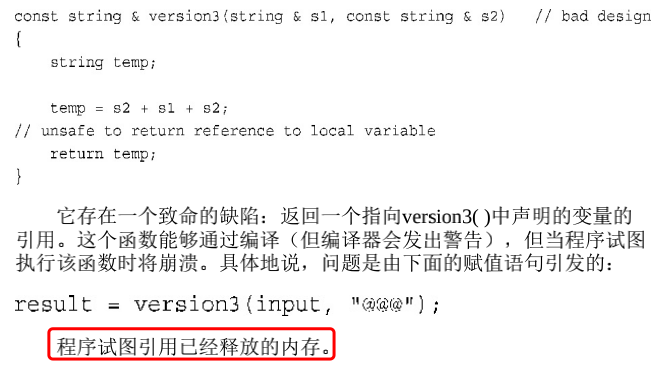 const string & version3(string & s1, const string & s2)   // bad design
{
    string temp;
    temp = s2 + s1 + s2;
// unsafe to return reference to local variable
    return temp;
}
它存在一个致命的缺陷：返回一个指向version3( )中声明的变量的
引用。这个函数能够通过编译（但编译器会发出警告），但当程序试图
执行该函数时将崩溃。具体地说，问题是由下面的赋值语句引发的：
result = version3(input, "@@@");
程序试图引用已经释放的内存。